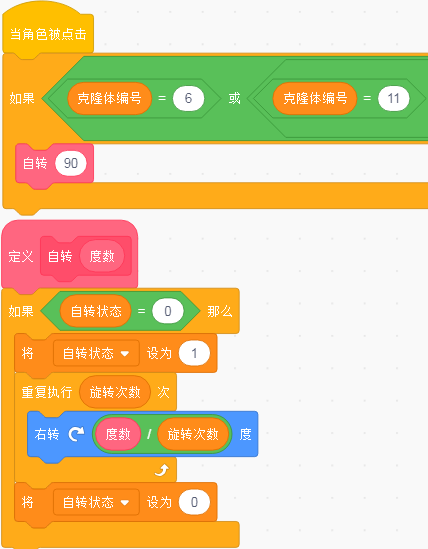 当角色被点击
如果 克隆体编号 = 6 或 克隆体编号 = 11
自转 90
定义 自转 度数
如果 自转状态 = 0 那么
将 自转状态 设为 1
重复执行 旋转次数 次
右转 度数 / 旋转次数 度
将 自转状态 设为 0